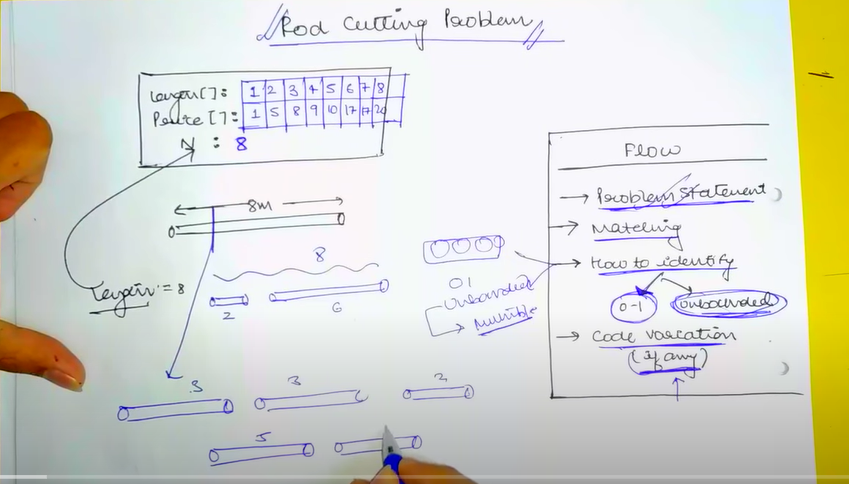 Rod Cutting Problem
Length[]: 1 2 3 4 5 6 7 8
Price[]: 1 5 8 9 10 17 17 20
N : 8
8m
Length = 8
8
2
6
01
Unbounded
→ Multiple
3
3
2
5
Flow
→ Problem Statement
→ Matching
→ How to identify
0-1
Unbounded
→ Code variation
(if any)